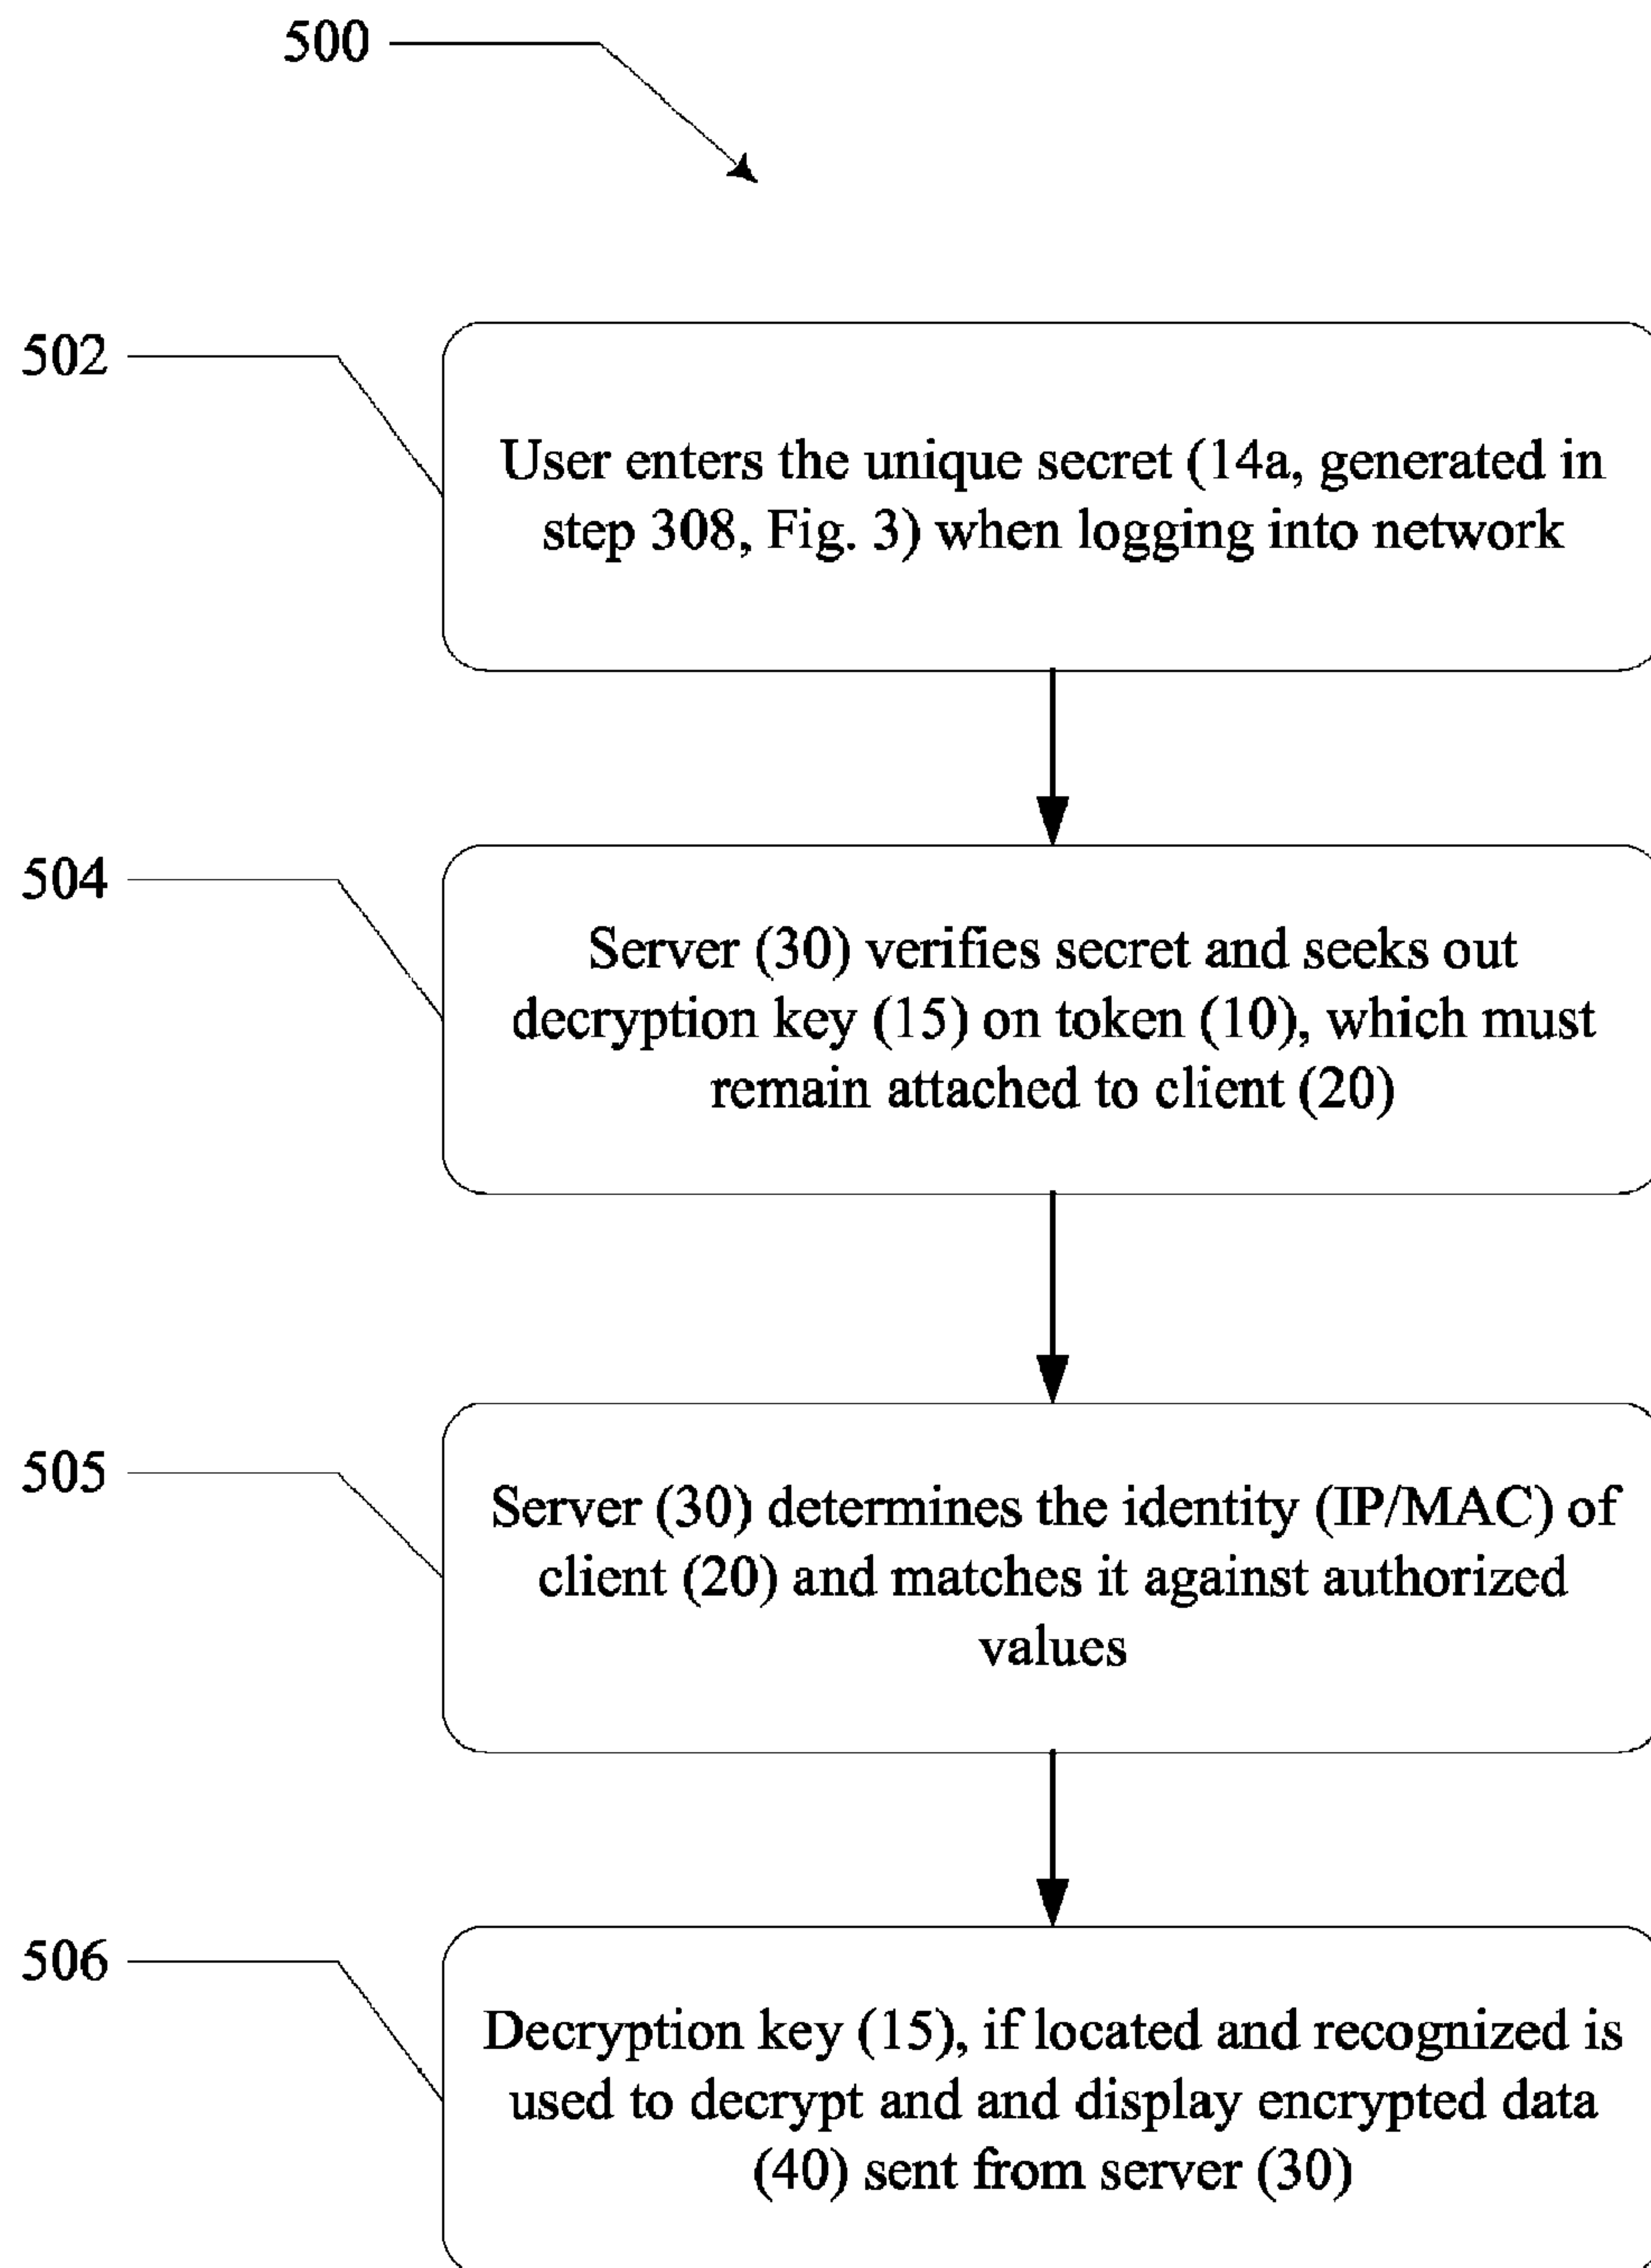 500
502
User enters the unique secret (14a, generated in
step 308, Fig. 3) when logging into network
504
Server (30) verifies secret and seeks out
decryption key (15) on token (10), which must
remain attached to client (20)
505
Server (30) determines the identity (IP/MAC) of
client (20) and matches it against authorized
values
506
Decryption key (15), if located and recognized is
used to decrypt and and display encrypted data
(40) sent from server (30)